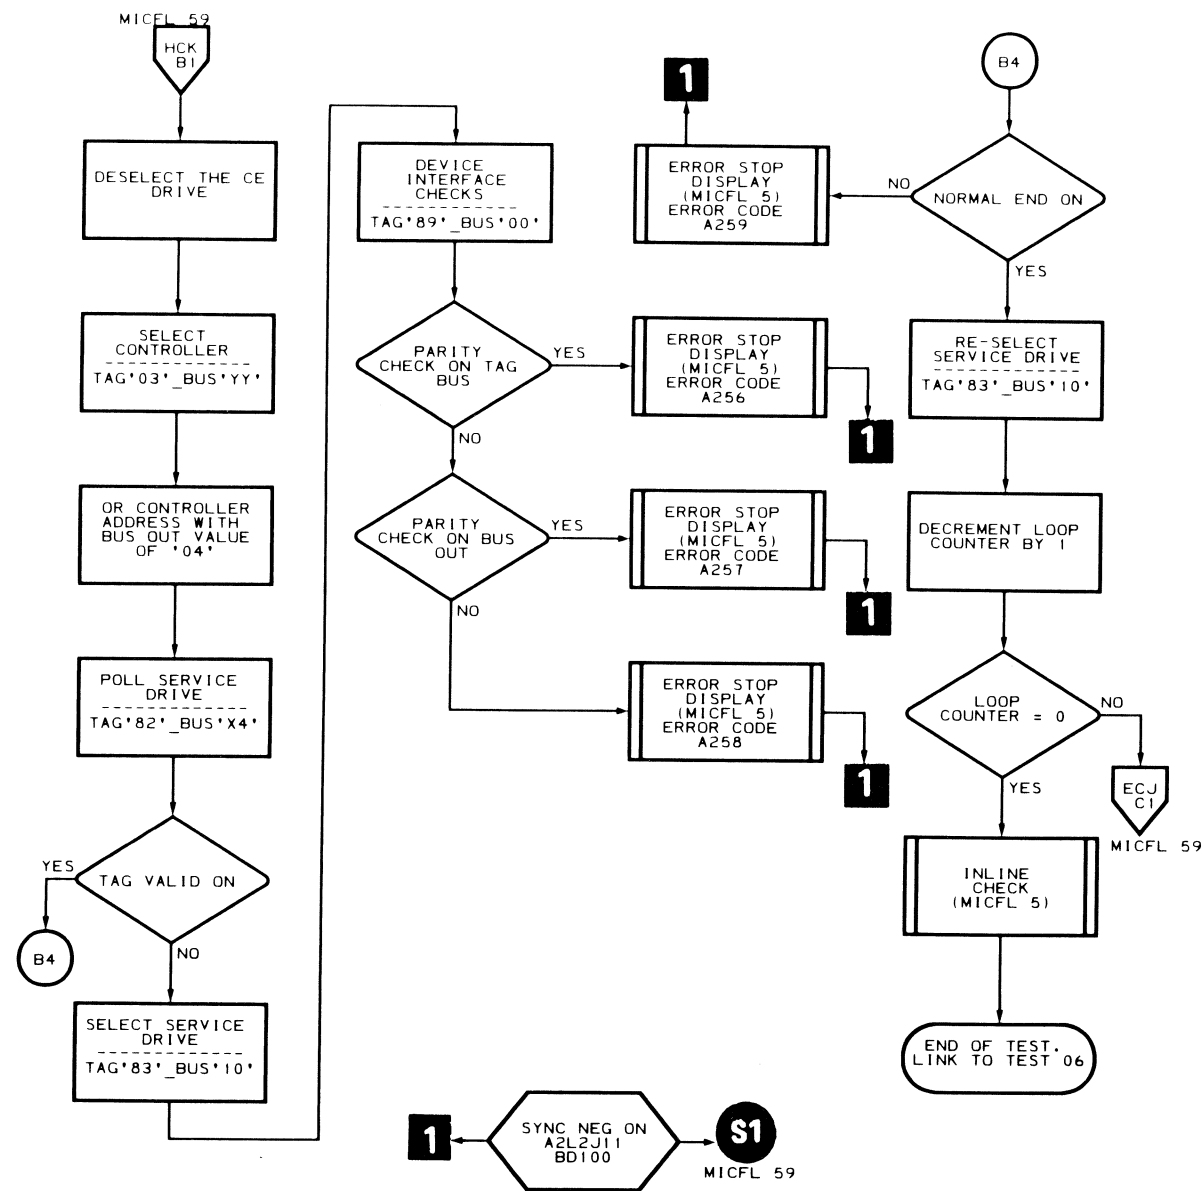 MICFL 59
HCK
B1
DESELECT THE CE
DRIVE
SELECT
CONTROLLER
TAG'03'_BUS'YY'
OR CONTROLLER
ADDRESS WITH
BUS OUT VALUE
OF '04'
POLL SERVICE
DRIVE
TAG'82'_BUS'X4'
TAG VALID ON
YES
B4
NO
SELECT SERVICE
DRIVE
TAG'83'_BUS'10'
DEVICE
INTERFACE
CHECKS
TAG'89'_BUS'00'
PARITY
CHECK ON TAG
BUS
YES
NO
PARITY
CHECK ON BUS
OUT
YES
NO
1
ERROR STOP
DISPLAY
(MICFL 5)
ERROR CODE
A259
ERROR STOP
DISPLAY
(MICFL 5)
ERROR CODE
A256
1
ERROR STOP
DISPLAY
(MICFL 5)
ERROR CODE
A257
1
ERROR STOP
DISPLAY
(MICFL 5)
ERROR CODE
A258
1
B4
NO
NORMAL END ON
YES
RE-SELECT
SERVICE DRIVE
TAG'83'_BUS'10'
DECREMENT LOOP
COUNTER BY 1
LOOP
COUNTER = 0
NO
ECJ
C1
MICFL 59
YES
INLINE
CHECK
(MICFL 5)
END OF TEST.
LINK TO TEST 06
1
SYNC NEG ON
A2L2J11
BD100
S1
MICFL 59